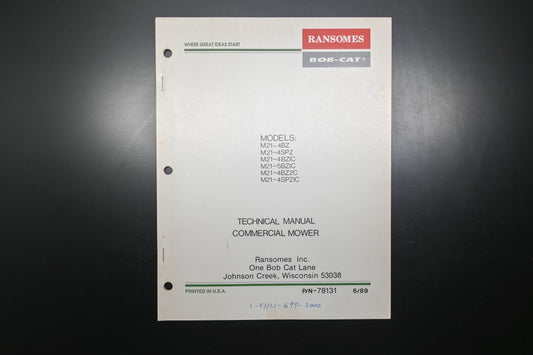 WHERE GREAT IDEAS START
RANSOMES
BOB-CAT®
MODELS:
M21-4BZ
M21-4SPZ
M21-4BZIC
M21-5BZIC
M21-4BZ2C
M21-4SPZIC
TECHNICAL MANUAL
COMMERCIAL MOWER
Ransomes Inc.
One Bob Cat Lane
Johnson Creek, Wisconsin 53038
PRINTED IN U.S.A.
P/N-78131 6/89
-699-2000